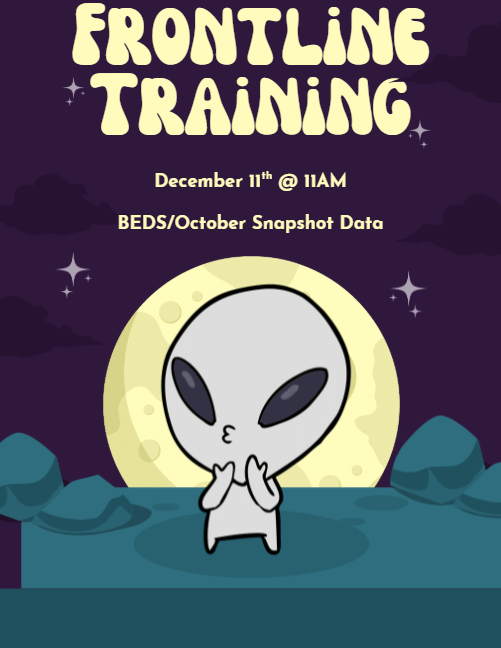 FRONTLiNE
TRAiNiNG
December 11th @ 11AM
BEDS/October Snapshot Data